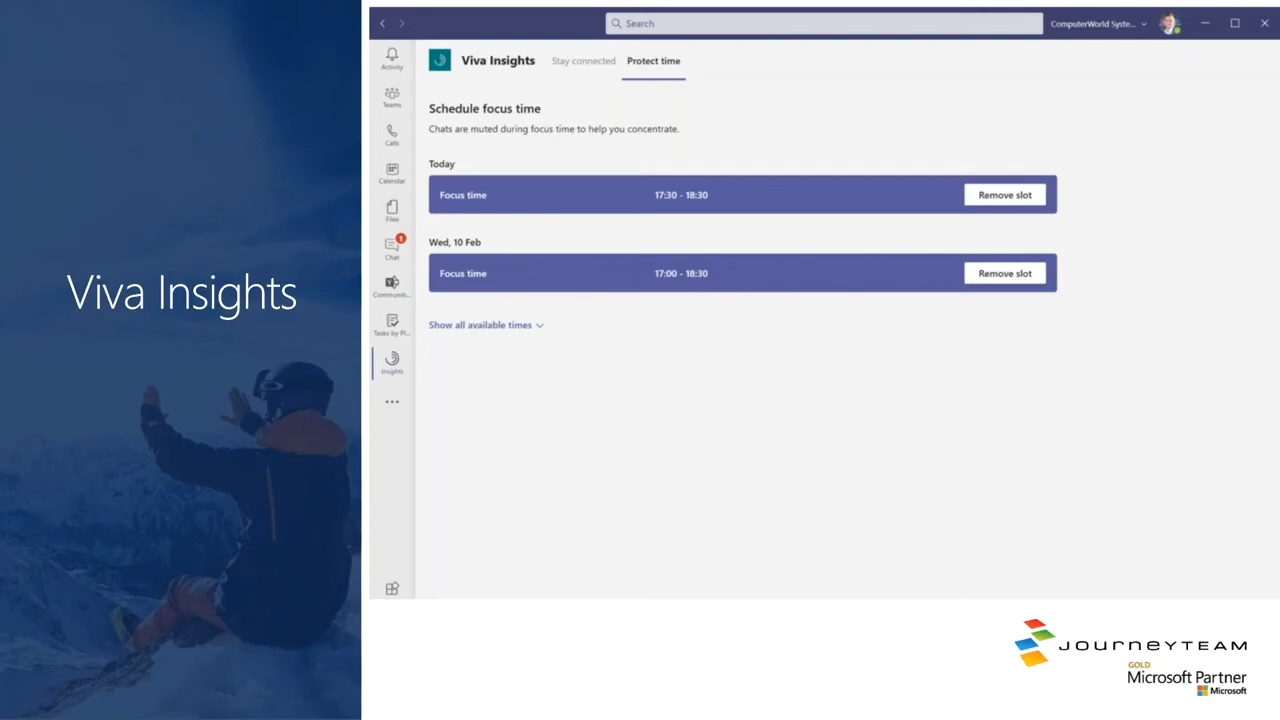 Viva Insights
Search
ComputerWorld Syste...
Activity
Teams
Calls
Calendar
Files
1
Chat
Communit...
Tasks by Pl...
Insights
Viva Insights Stay connected Protect time
Schedule focus time
Chats are muted during focus time to help you concentrate.
Today
Focus time 17:30 - 18:30 Remove slot
Wed, 10 Feb
Focus time 17:00 - 18:30 Remove slot
Show all available times
JOURNEYTEAM
GOLD
Microsoft Partner
Microsoft